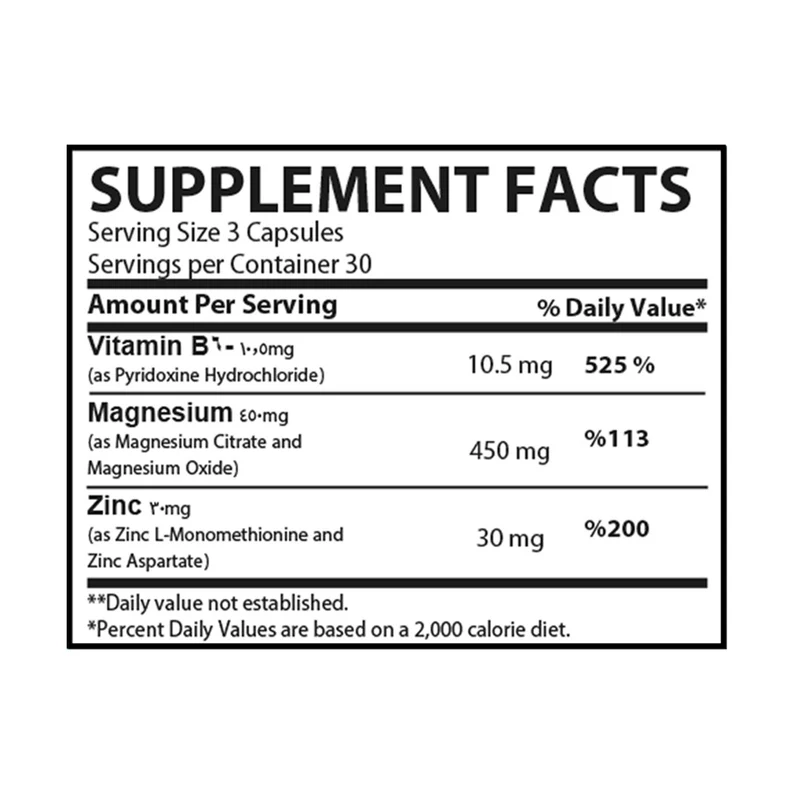 SUPPLEMENT FACTS
Serving Size 3 Capsules
Servings per Container 30
Amount Per Serving % Daily Value*
Vitamin B٦- ١٠,٥mg
(as Pyridoxine Hydrochloride) 10.5 mg 525 %
Magnesium ٤٥٠mg
(as Magnesium Citrate and
Magnesium Oxide) 450 mg %113
Zinc ٣٠mg
(as Zinc L-Monomethionine and
Zinc Aspartate) 30 mg %200
**Daily value not established.
*Percent Daily Values are based on a 2,000 calorie diet.